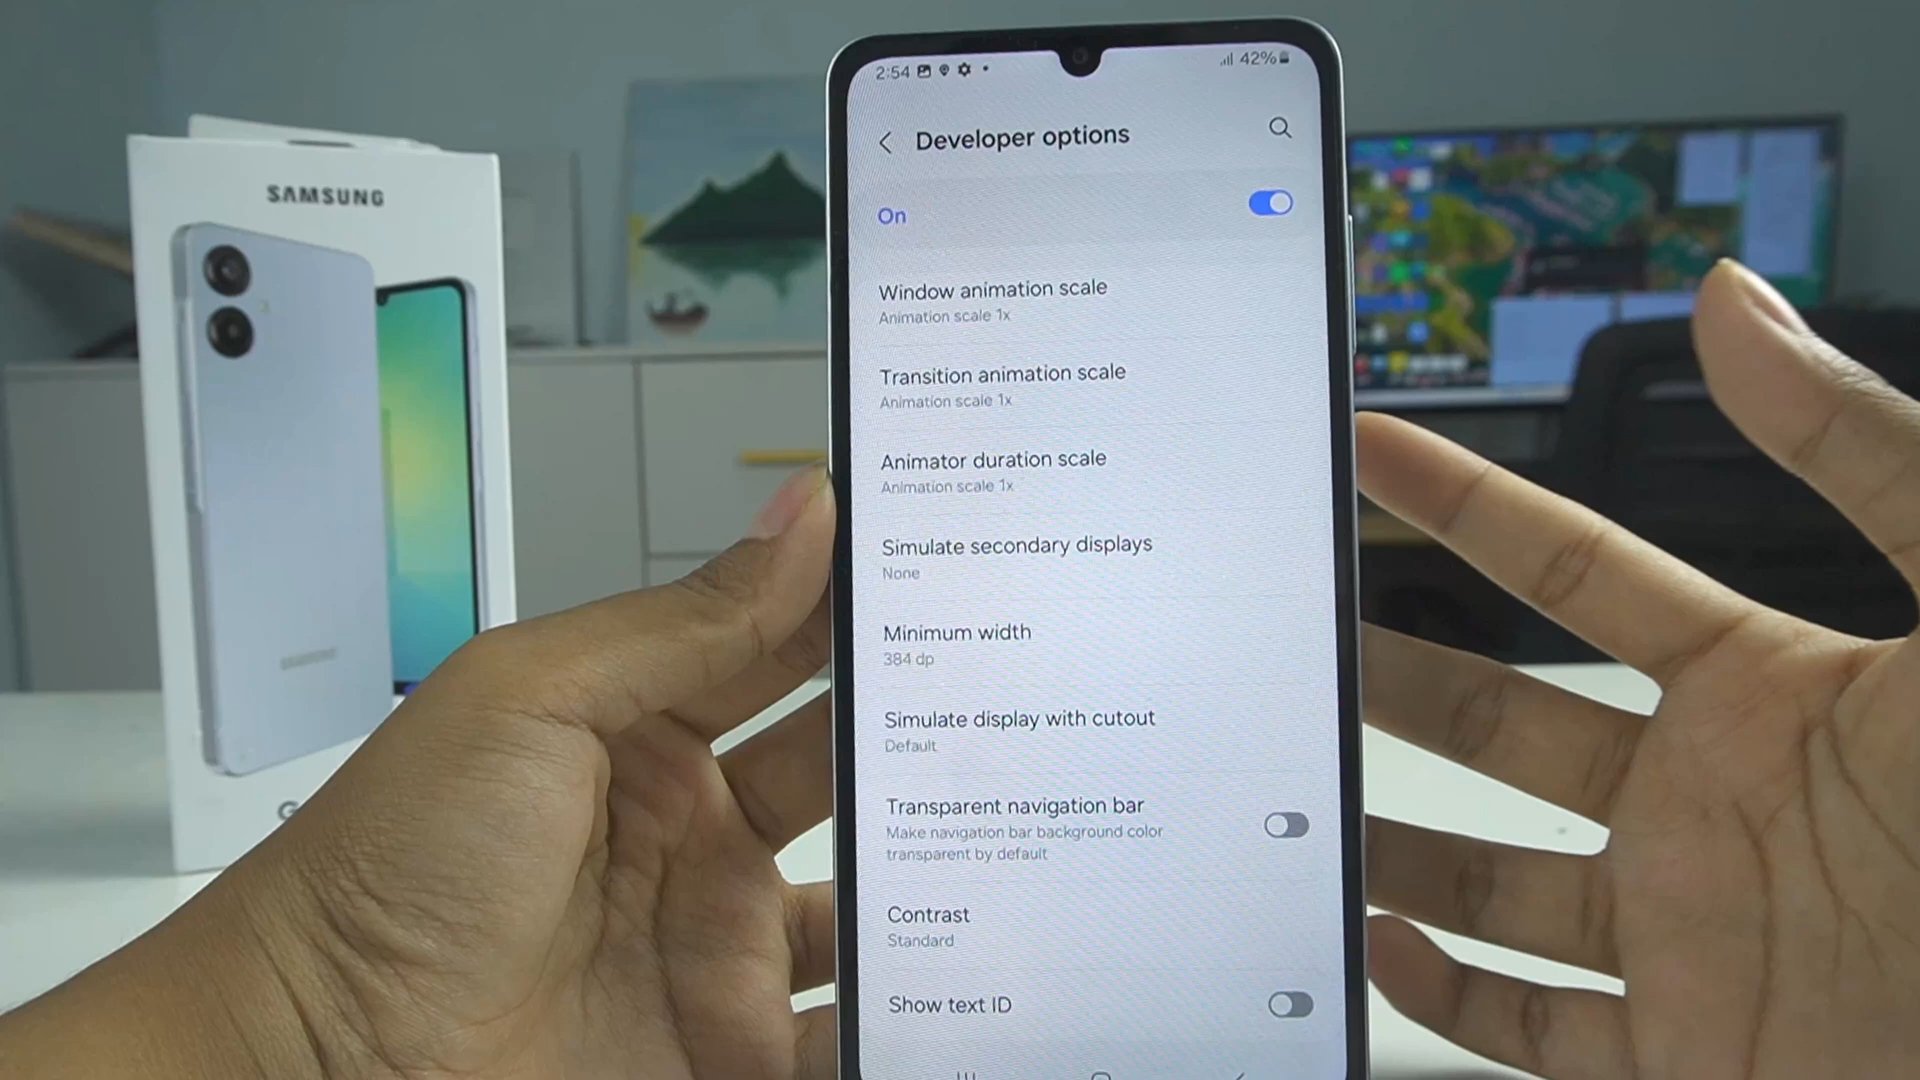 SAMSUNG
2:54
42%
Developer options
On
Window animation scale
Animation scale 1x
Transition animation scale
Animation scale 1x
Animator duration scale
Animation scale 1x
Simulate secondary displays
None
Minimum width
384 dp
Simulate display with cutout
Default
Transparent navigation bar
Make navigation bar background color
transparent by default
Contrast
Standard
Show text ID